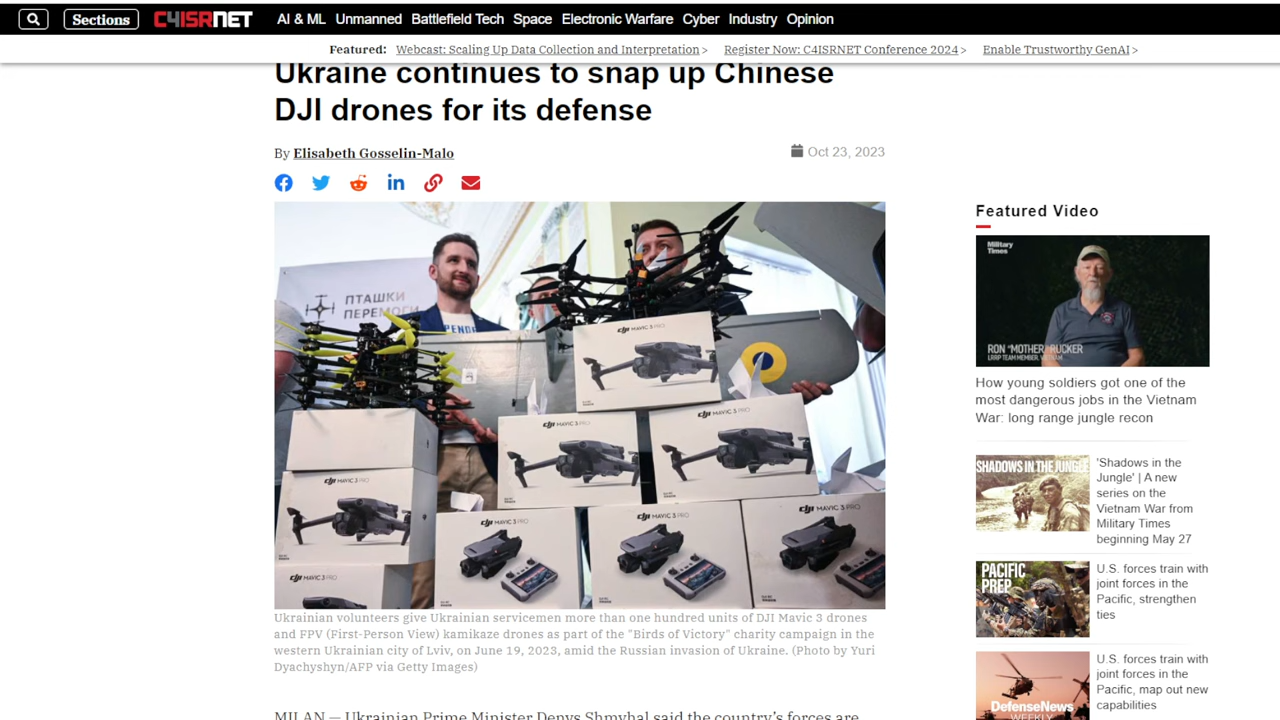 Sections
C4ISRNET
AI & ML
Unmanned
Battlefield Tech
Space
Electronic Warfare
Cyber
Industry
Opinion
Featured:
Webcast: Scaling Up Data Collection and Interpretation >
Register Now: C4ISRNET Conference 2024 >
Enable Trustworthy GenAI >
Ukraine continues to snap up Chinese
DJI drones for its defense
By Elisabeth Gosselin-Malo
Oct 23, 2023
ПТАШКИ
ПЕРЕМОГИ
dji MAVIC 3 PRO
dji MAVIC 3 PRO
dji MAVIC 3 PRO
dji MAVIC 3 PRO
dji MAVIC 3 PRO
dji MAVIC 3 PRO
dji MAVIC 3 PRO
dji MAVIC 3 PRO
Ukrainian volunteers give Ukrainian servicemen more than one hundred units of DJI Mavic 3 drones
and FPV (First-Person View) kamikaze drones as part of the "Birds of Victory" charity campaign in the
western Ukrainian city of Lviv, on June 19, 2023, amid the Russian invasion of Ukraine. (Photo by Yuri
Dyachyshyn/AFP via Getty Images)
MILAN — Ukrainian Prime Minister Denys Shmyhal said the country's forces are
Featured Video
Military
Times
RON "MOTHER" RUCKER
LRRP TEAM MEMBER, VIETNAM
How young soldiers got one of the
most dangerous jobs in the Vietnam
War: long range jungle recon
SHADOWS IN THE JUNGLE
'Shadows in the
Jungle' | A new
series on the
Vietnam War from
Military Times
beginning May 27
PACIFIC
PREP
U.S. forces train with
joint forces in the
Pacific, strengthen
ties
DefenseNews
WEEKLY
U.S. forces train with
joint forces in the
Pacific, map out new
capabilities